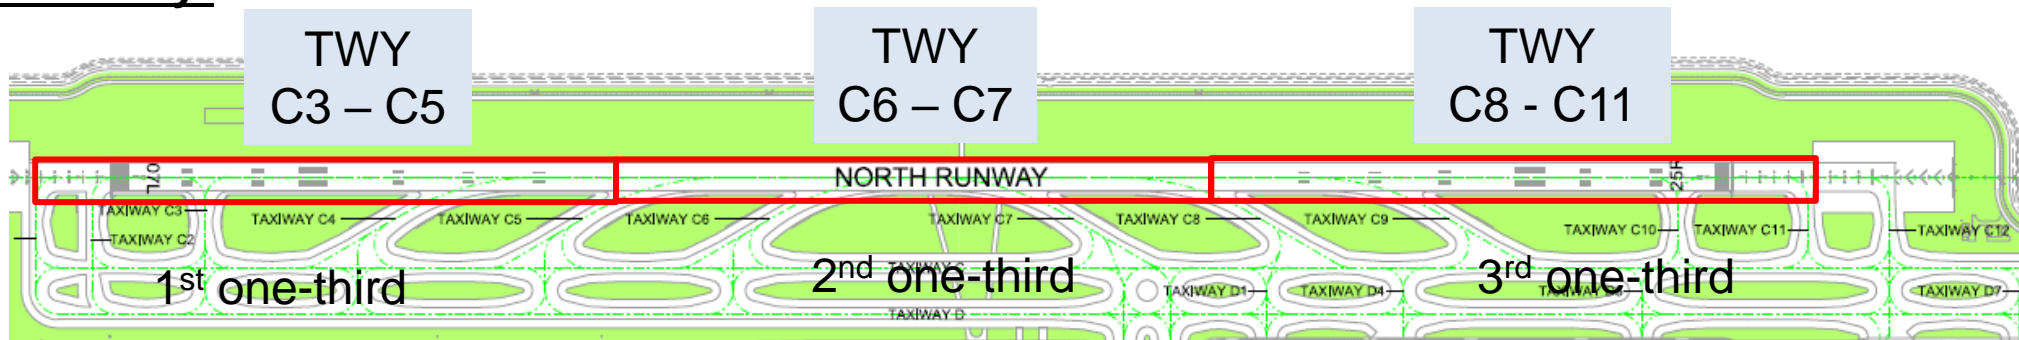 TWY
C3 – C5
TWY
C6 – C7
TWY
C8 - C11
07L
NORTH RUNWAY
25R
TAXIWAY C3
TAXIWAY C2
TAXIWAY C4
TAXIWAY C5
TAXIWAY C6
TAXIWAY C7
TAXIWAY C8
TAXIWAY C9
TAXIWAY C10
TAXIWAY C11
TAXIWAY C12
TAXIWAY C
1st one-third
2nd one-third
3rd one-third
TAXIWAY D1
TAXIWAY D4
TAXIWAY D7
TAXIWAY D